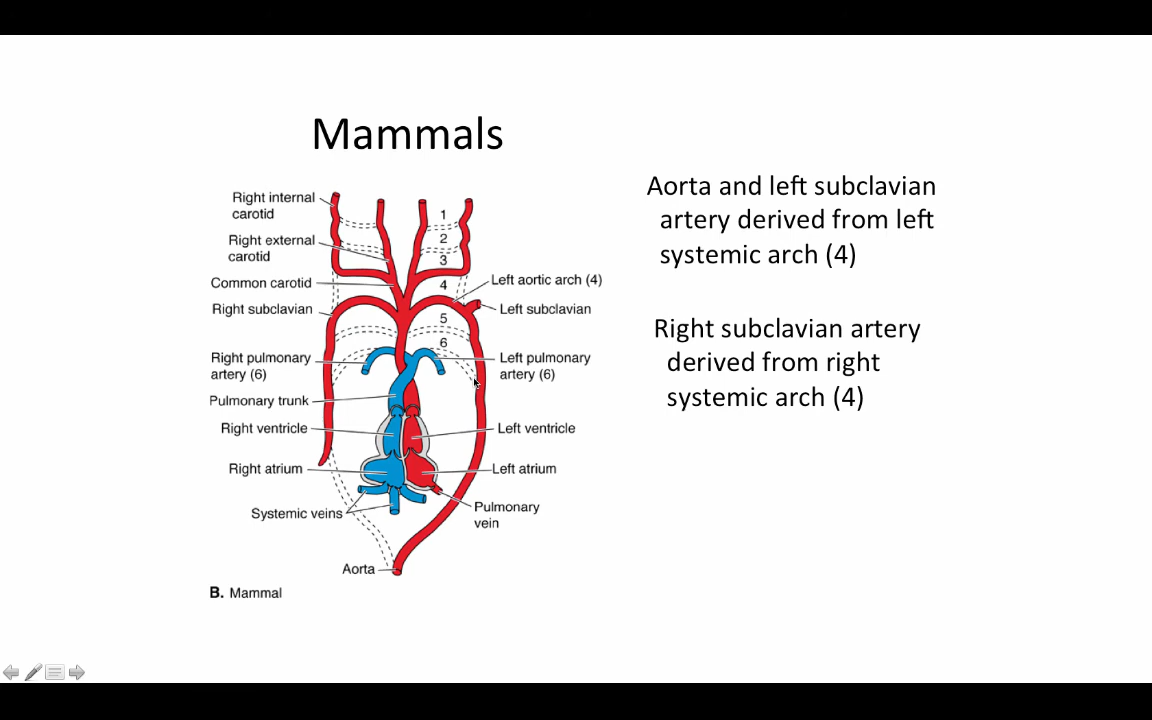 Mammals
Right internal
carotid
Right external
carotid
Common carotid
Right subclavian
Right pulmonary
artery (6)
Pulmonary trunk
Right ventricle
Right atrium
Systemic veins
Aorta
1
2
3
4
5
6
Left aortic arch (4)
Left subclavian
Left pulmonary
artery (6)
Left ventricle
Left atrium
Pulmonary
vein
B. Mammal
Aorta and left subclavian
artery derived from left
systemic arch (4)
Right subclavian artery
derived from right
systemic arch (4)